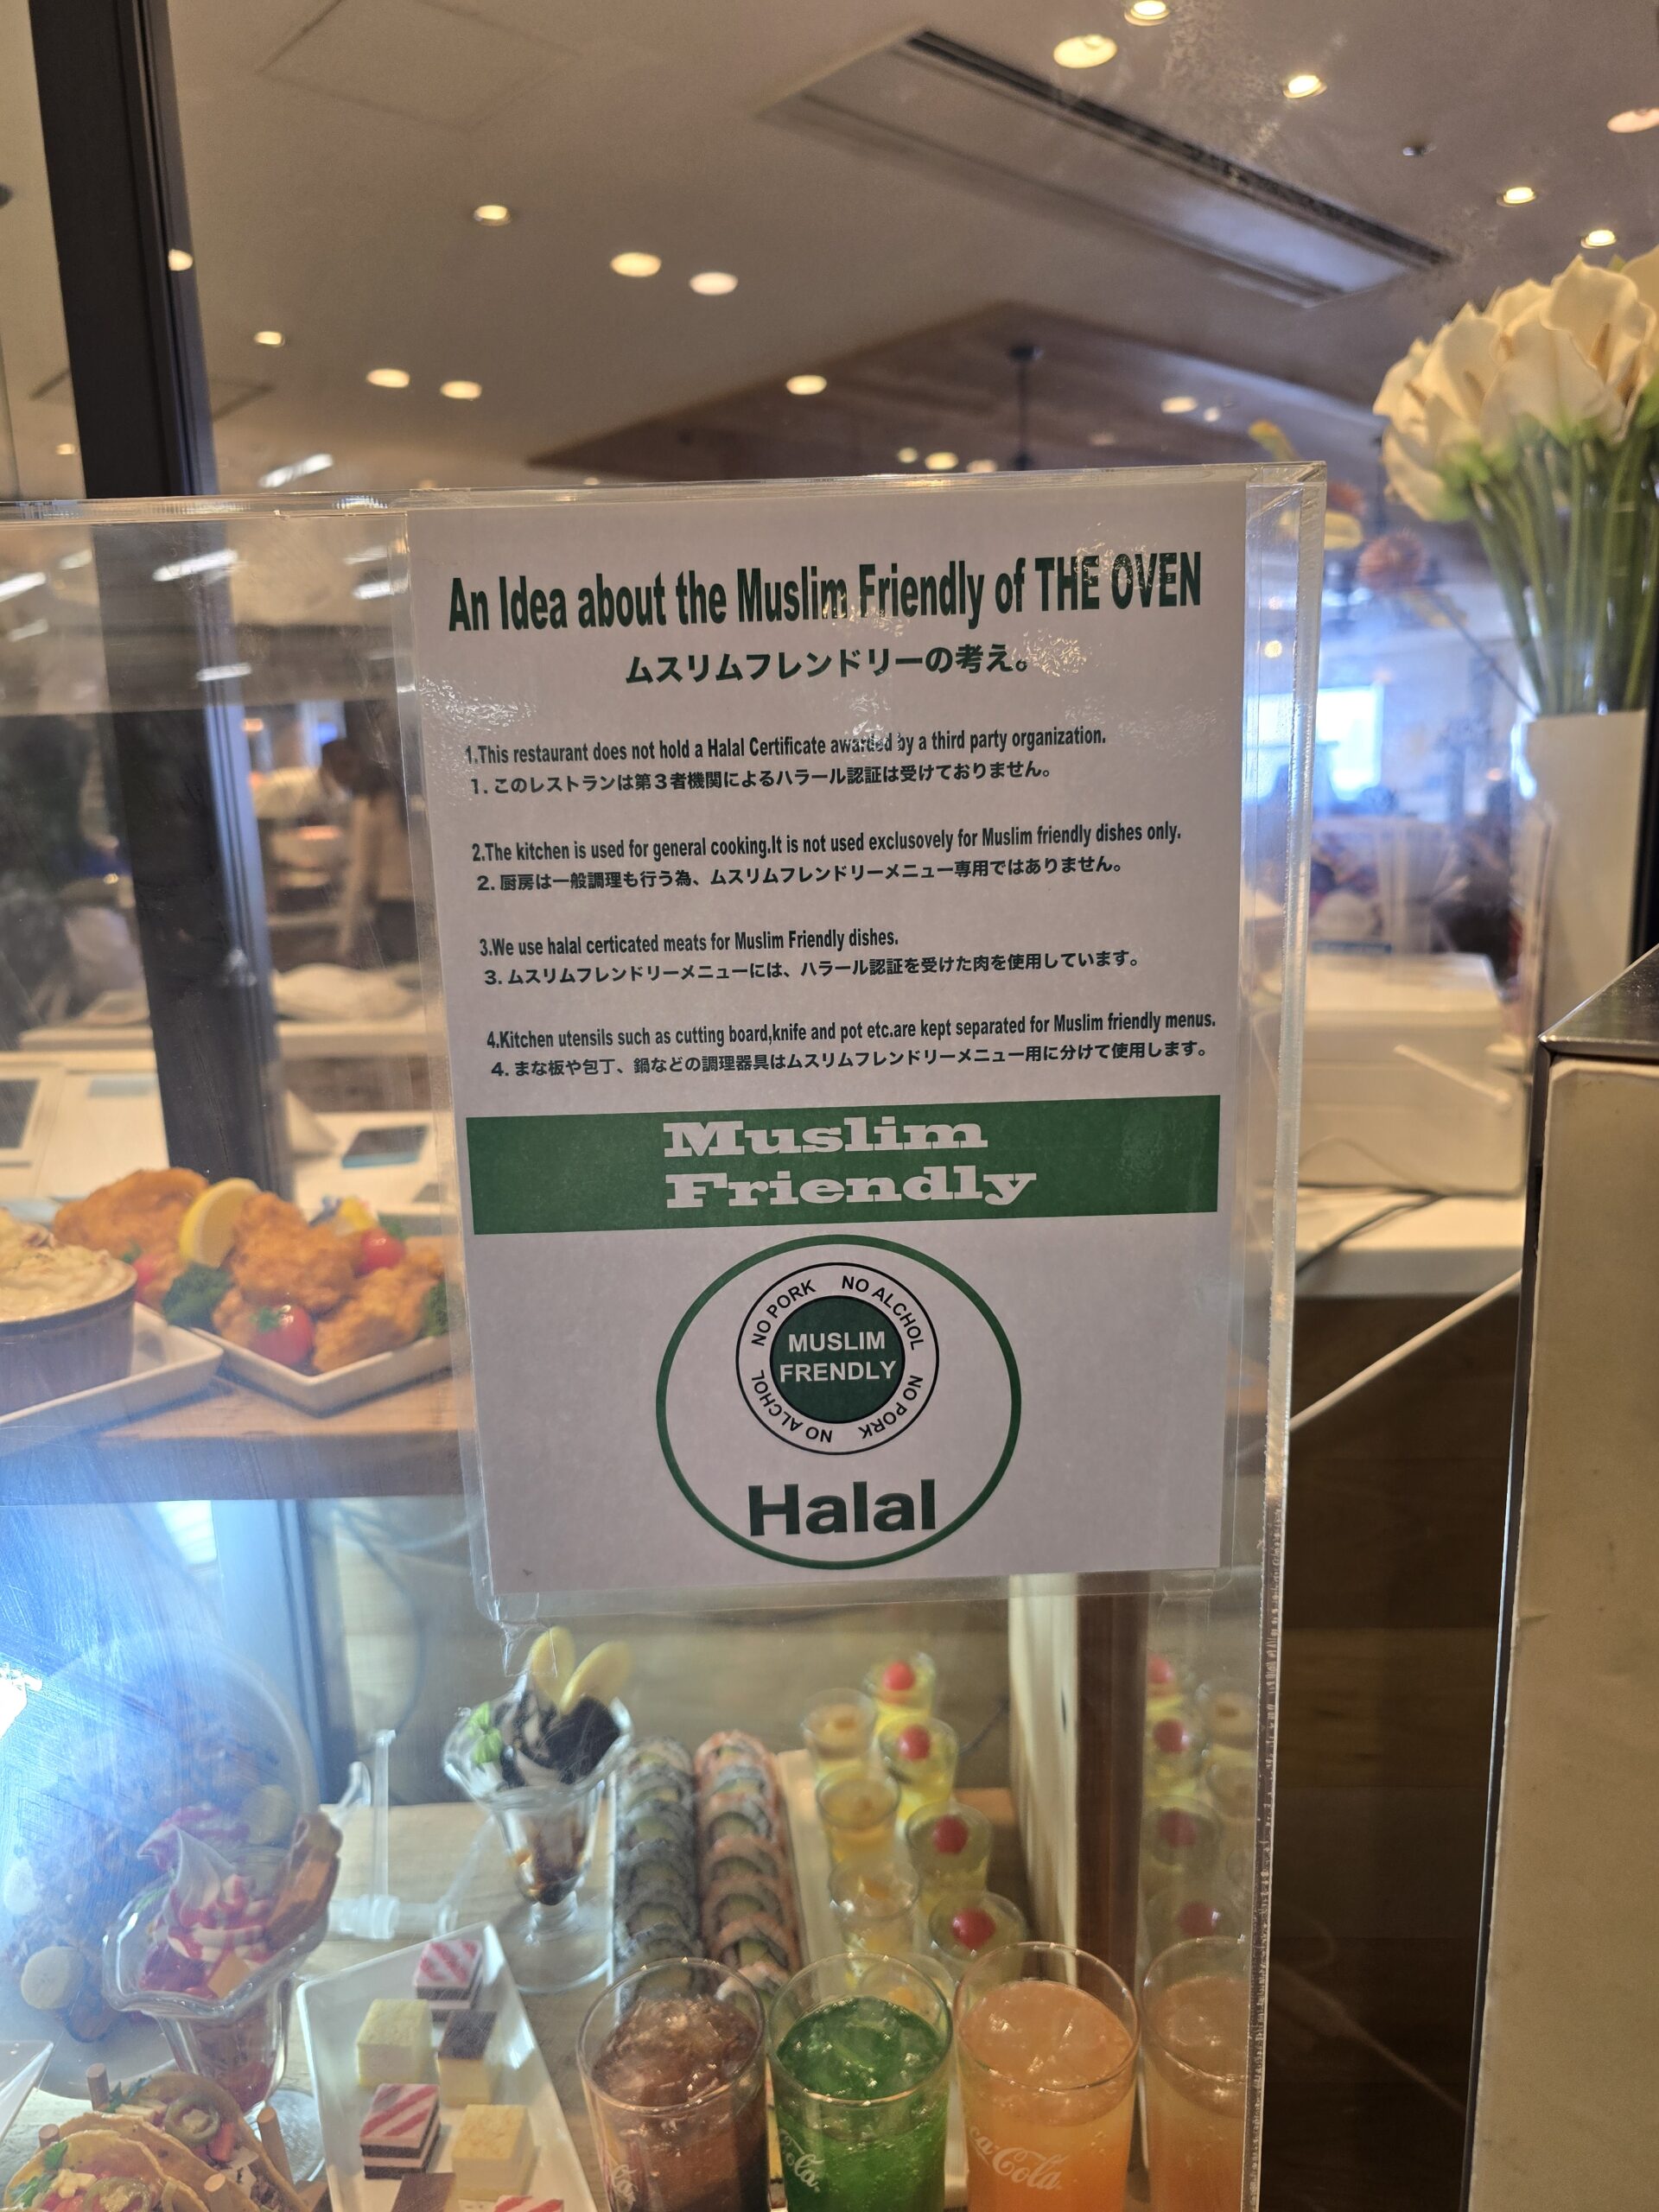 An Idea about the Muslim Friendly of THE OVEN
ムスリムフレンドリーの考え。
1.This restaurant does not hold a Halal Certificate awarded by a third party organization.
1. このレストランは第３者機関によるハラール認証は受けておりません。
2.The kitchen is used for general cooking.It is not used exclusovely for Muslim friendly dishes only.
2. 厨房は一般調理も行う為、ムスリムフレンドリーメニュー専用ではありません。
3.We use halal certicated meats for Muslim Friendly dishes.
3. ムスリムフレンドリーメニューには、ハラール認証を受けた肉を使用しています。
4.Kitchen utensils such as cutting board,knife and pot etc.are kept separated for Muslim friendly menus.
4. まな板や包丁、鍋などの調理器具はムスリムフレンドリーメニュー用に分けて使用します。
Muslim
Friendly
NO PORK NO ALCHOL
NO PORK NO ALCHOL
MUSLIM
FRENDLY
Halal